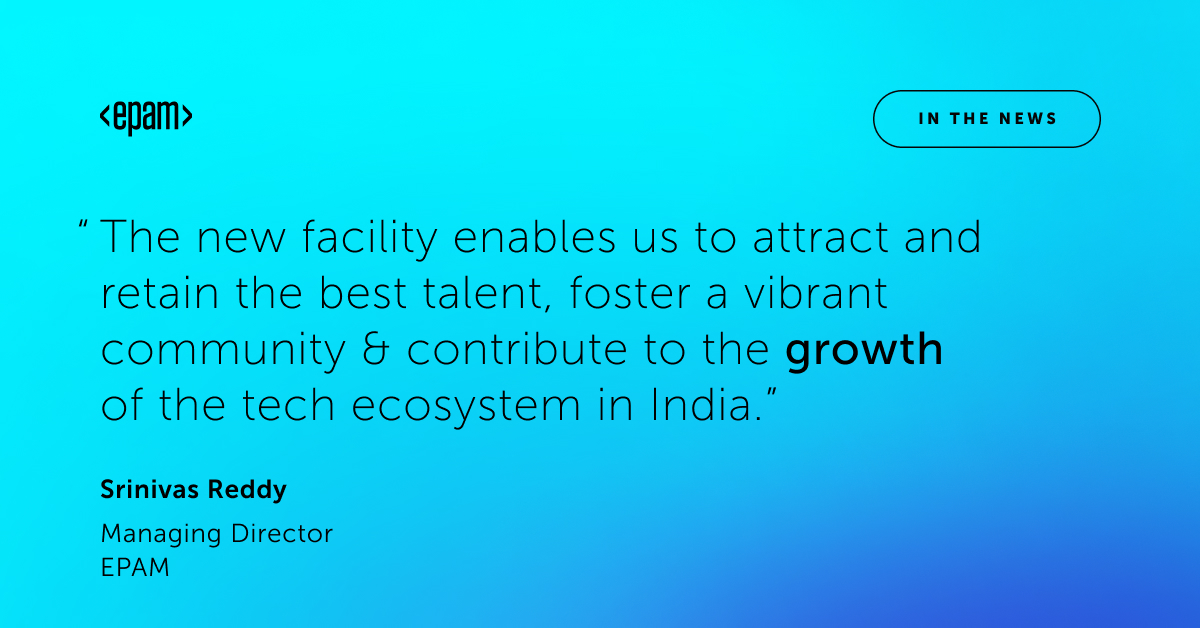 <epam>
IN THE NEWS
“ The new facility enables us to attract and
retain the best talent, foster a vibrant
community & contribute to the growth
of the tech ecosystem in India.”
Srinivas Reddy
Managing Director
EPAM